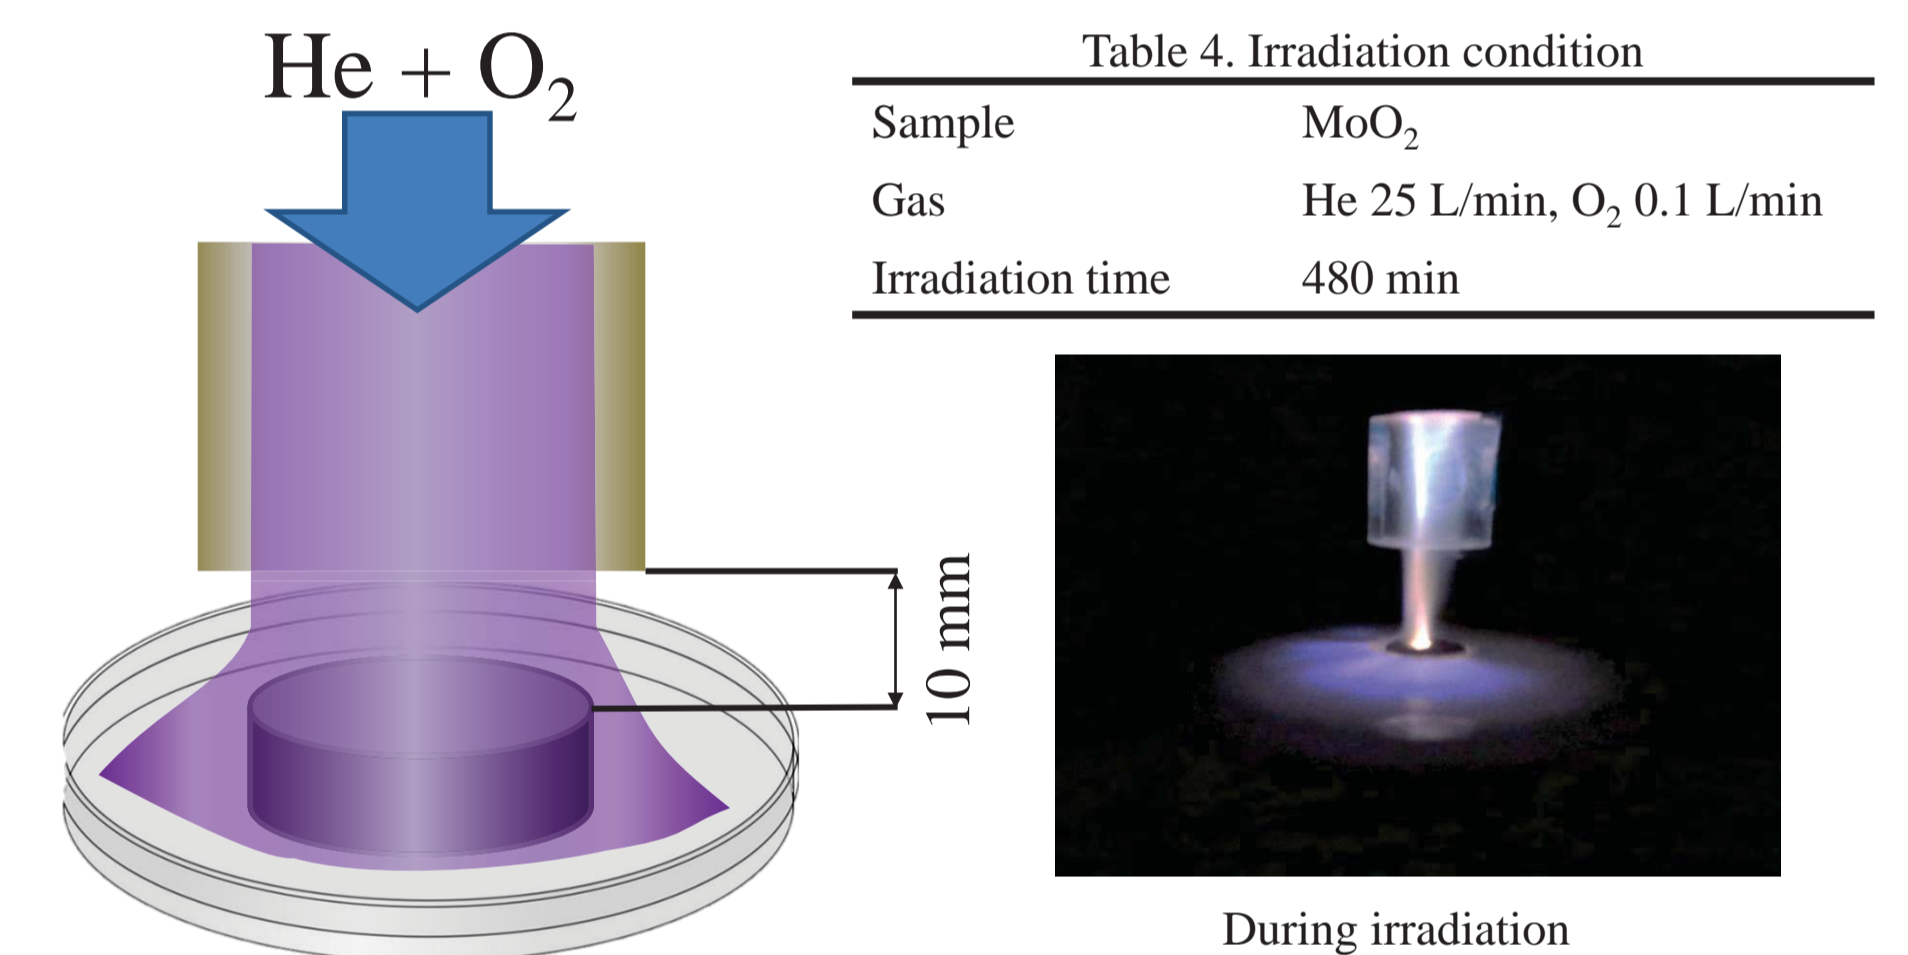 He + O₂
Table 4. Irradiation condition
Sample MoO₂
Gas He 25 L/min, O₂ 0.1 L/min
Irradiation time 480 min
10 mm
During irradiation